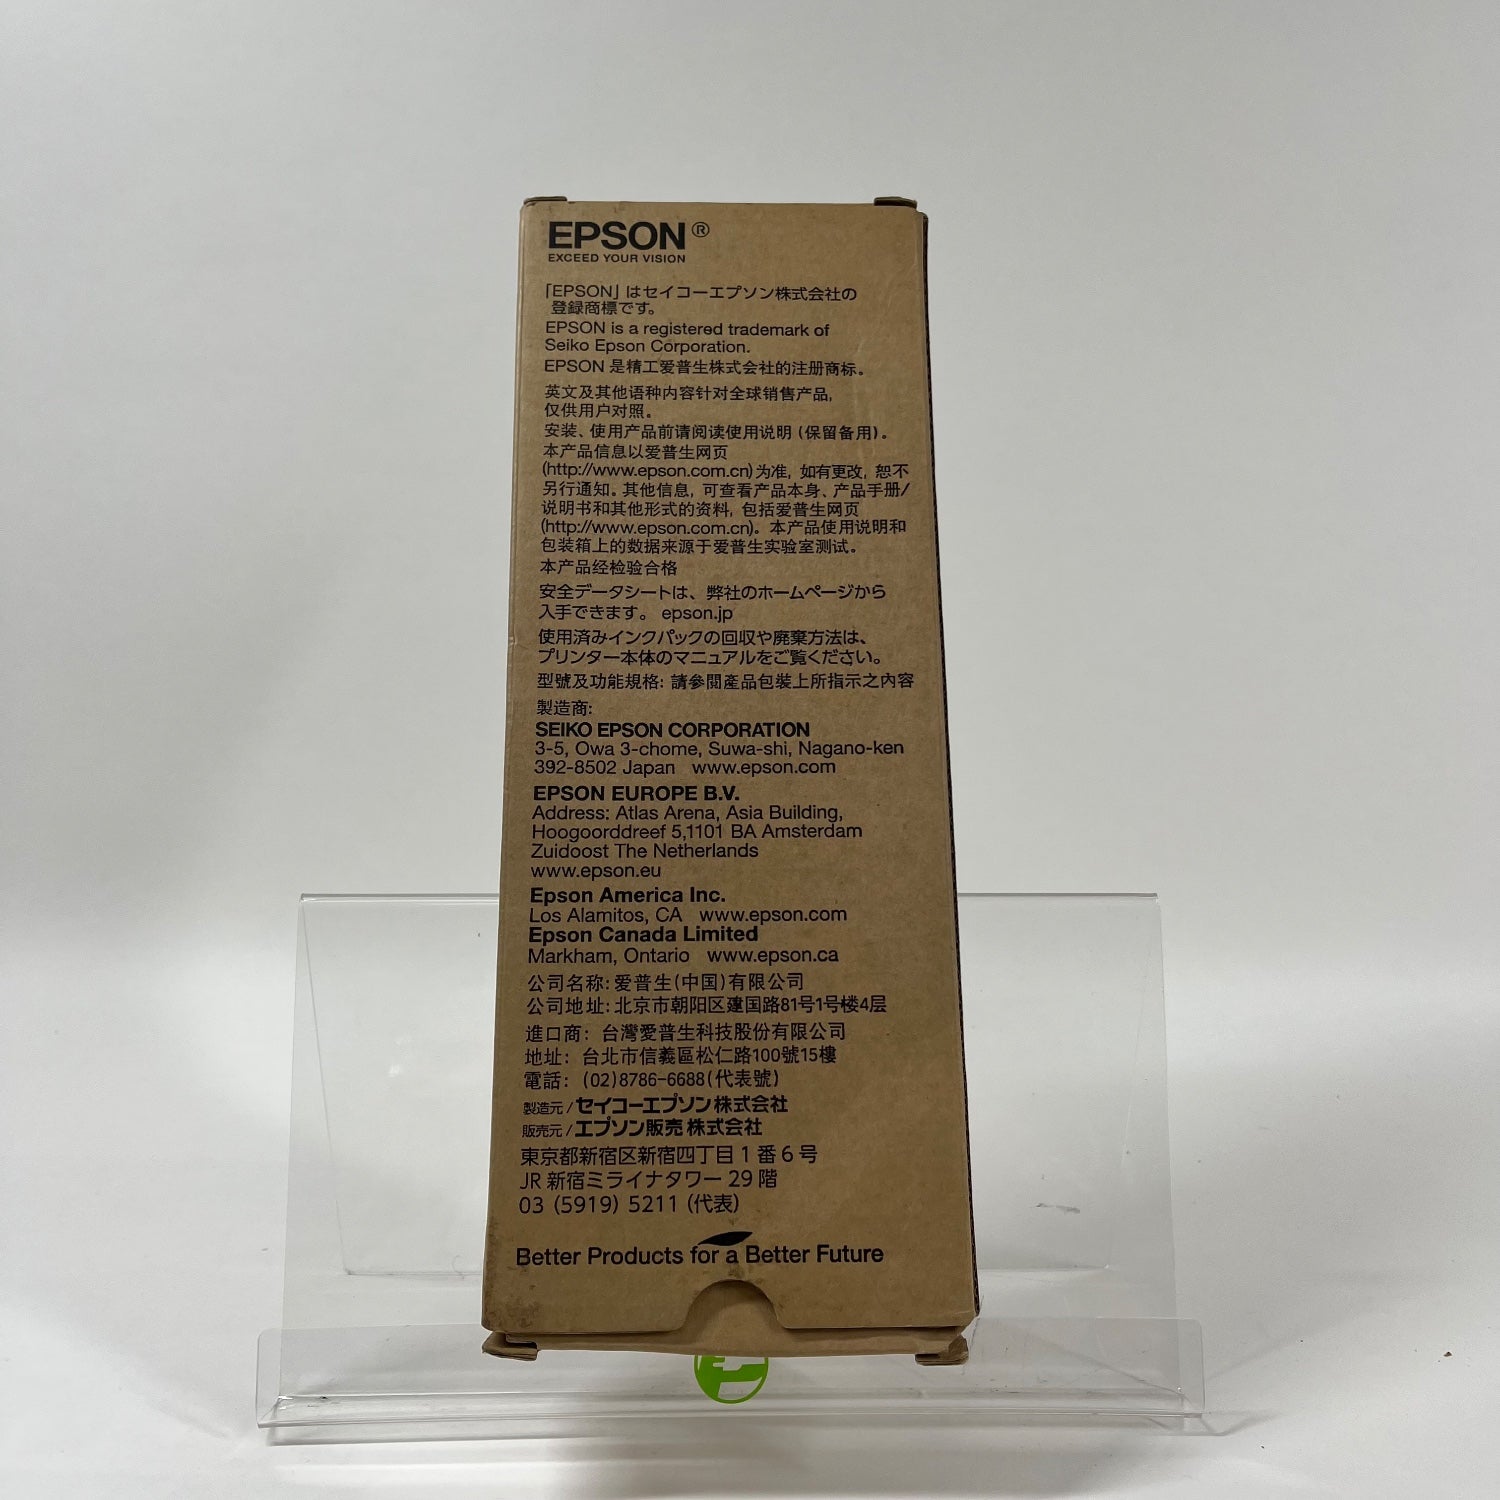 EPSON®
EXCEED YOUR VISION
「EPSON」はセイコーエプソン株式会社の
登録商標です。
EPSON is a registered trademark of
Seiko Epson Corporation.
EPSON 是精工爱普生株式会社的注册商标。
英文及其他语种内容针对全球销售产品,
仅供用户对照。
安装、使用产品前请阅读使用说明 (保留备用)。
本产品信息以爱普生网页
(http://www.epson.com.cn) 为准, 如有更改, 恕不
另行通知。其他信息, 可查看产品本身、产品手册/
说明书和其他形式的资料, 包括爱普生网页
(http://www.epson.com.cn)。本产品使用说明和
包装箱上的数据来源于爱普生实验室测试。
本产品经检验合格
安全データシートは、弊社のホームページから
入手できます。 epson.jp
使用済みインクパックの回収や廃棄方法は、
プリンター本体のマニュアルをご覧ください。
型號及功能規格: 請參閱產品包裝上所指示之內容
製造商:
SEIKO EPSON CORPORATION
3-5, Owa 3-chome, Suwa-shi, Nagano-ken
392-8502 Japan www.epson.com
EPSON EUROPE B.V.
Address: Atlas Arena, Asia Building,
Hoogoorddreef 5,1101 BA Amsterdam
Zuidoost The Netherlands
www.epson.eu
Epson America Inc.
Los Alamitos, CA www.epson.com
Epson Canada Limited
Markham, Ontario www.epson.ca
公司名称: 爱普生(中国)有限公司
公司地址: 北京市朝阳区建国路81号1号楼4层
進口商: 台灣愛普生科技股份有限公司
地址: 台北市信義區松仁路100號15樓
電話: (02)8786-6688(代表號)
製造元 / セイコーエプソン株式会社
販売元 / エプソン販売株式会社
東京都新宿区新宿四丁目1番6号
JR 新宿ミライナタワー 29 階
03 (5919) 5211 (代表)
Better Products for a Better Future